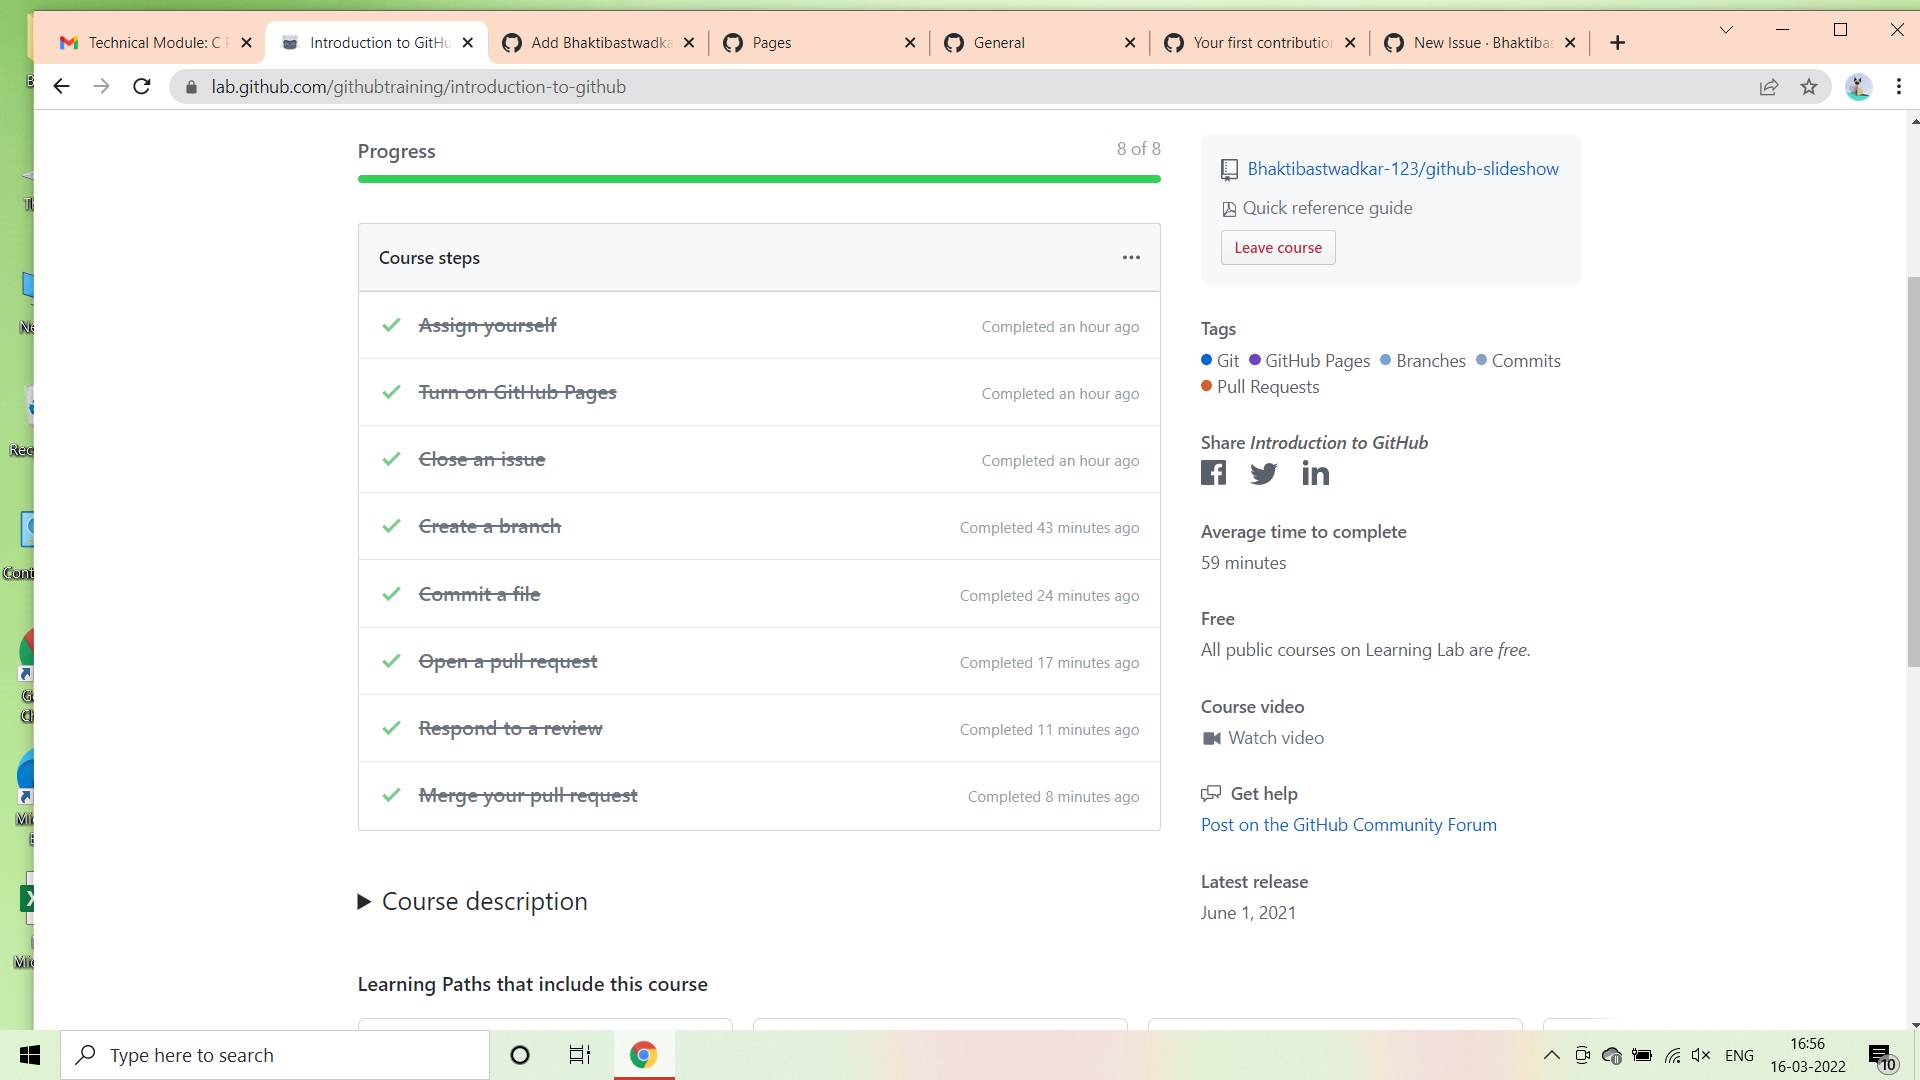 Technical Module: C
Introduction to GitHu
Add Bhaktibastwadka
Pages
General
Your first contribution
New Issue · Bhaktibas
lab.github.com/githubtraining/introduction-to-github
Progress
8 of 8
Course steps
Assign yourself
Completed an hour ago
Turn on GitHub Pages
Completed an hour ago
Close an issue
Completed an hour ago
Create a branch
Completed 43 minutes ago
Commit a file
Completed 24 minutes ago
Open a pull request
Completed 17 minutes ago
Respond to a review
Completed 11 minutes ago
Merge your pull request
Completed 8 minutes ago
Course description
Learning Paths that include this course
Bhaktibastwadkar-123/github-slideshow
Quick reference guide
Leave course
Tags
Git GitHub Pages Branches Commits
Pull Requests
Share Introduction to GitHub
Average time to complete
59 minutes
Free
All public courses on Learning Lab are free.
Course video
Watch video
Get help
Post on the GitHub Community Forum
Latest release
June 1, 2021
Type here to search
ENG
16:56
16-03-2022
10